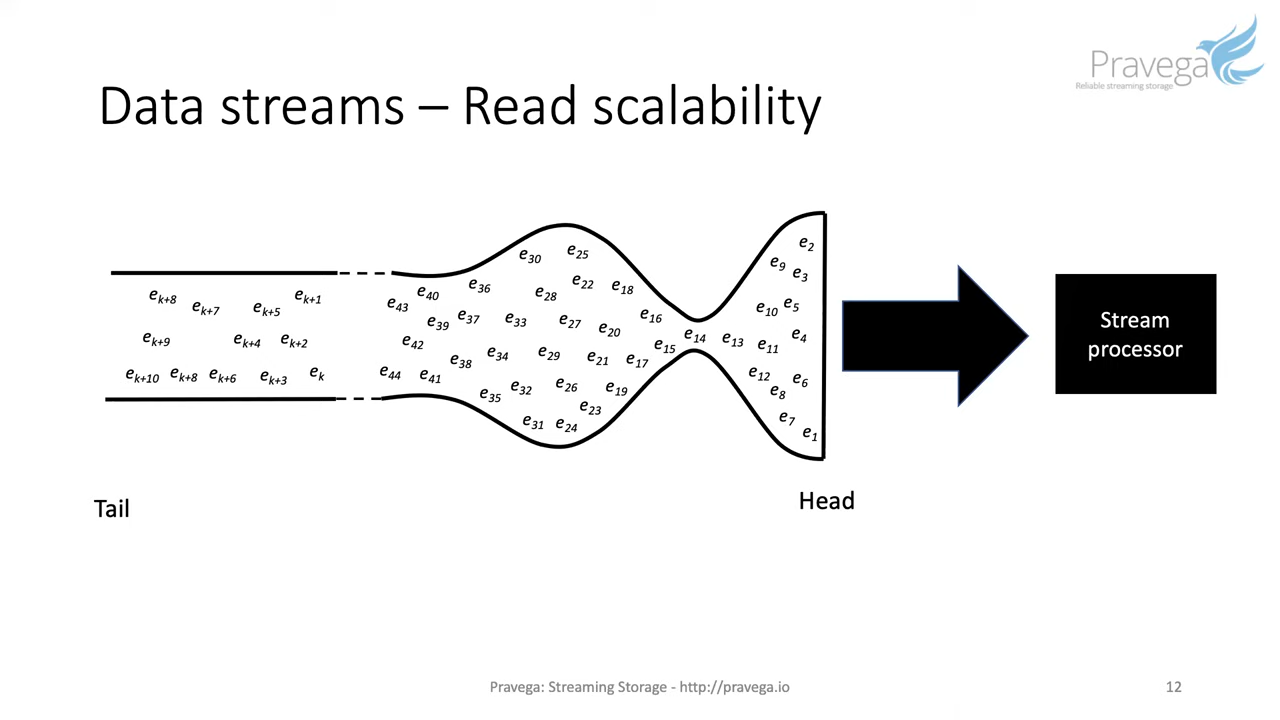 Pravega
Reliable streaming storage
Data streams – Read scalability
e2
e30 e25
e9 e3
e36 e22 e18
ek+8 ek+7 ek+5 ek+1
e43 e40 e28
e10 e5
e39 e37 e33 e27 e20 e16
Stream
processor
ek+9 ek+4 ek+2
e42 e14 e13 e4
e38 e34 e29 e21 e17 e15 e11
ek+10 ek+8 ek+6 ek+3 ek
e44 e41 e12 e6
e35 e32 e26 e19 e8
e31 e24 e23 e7 e1
Tail
Head
Pravega: Streaming Storage - http://pravega.io
12